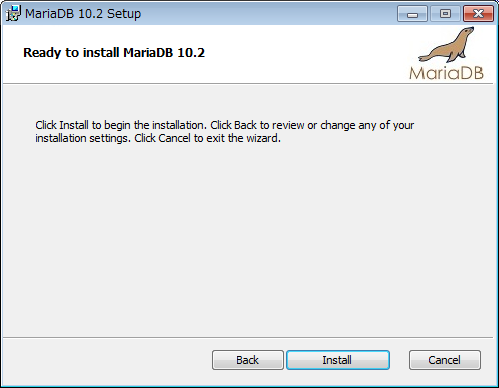 MariaDB 10.2 Setup
Ready to install MariaDB 10.2
MariaDB
Click Install to begin the installation. Click Back to review or change any of your
installation settings. Click Cancel to exit the wizard.
Back
Install
Cancel